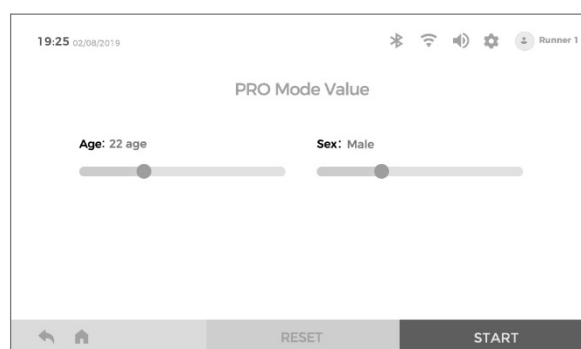 19:25 02/08/2019 Runner 1
PRO Mode Value
Age: 22 age Sex: Male
RESET START